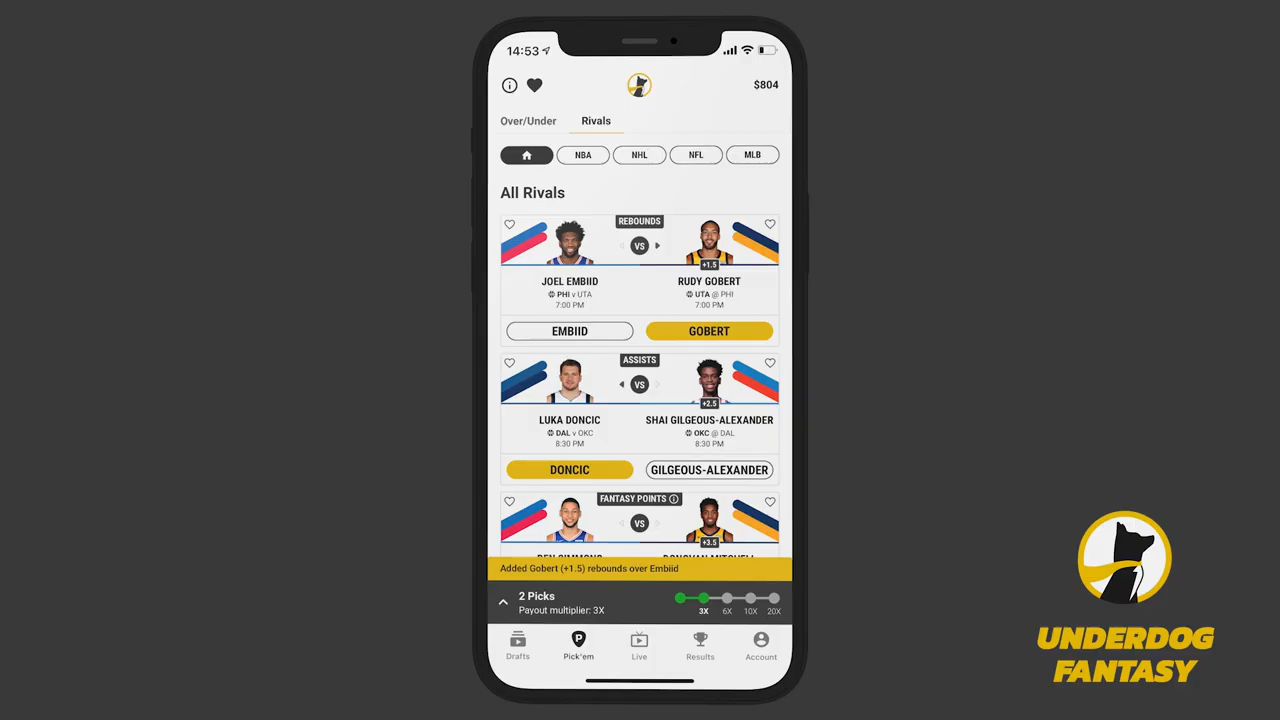 14:53
$804
Over/Under Rivals
NBA NHL NFL MLB
All Rivals
REBOUNDS
VS
+1.5
JOEL EMBIID RUDY GOBERT
PHI v UTA UTA @ PHI
7:00 PM 7:00 PM
EMBIID GOBERT
ASSISTS
VS
+2.5
LUKA DONCIC SHAI GILGEOUS-ALEXANDER
DAL v OKC OKC @ DAL
8:30 PM 8:30 PM
DONCIC GILGEOUS-ALEXANDER
FANTASY POINTS
VS
+3.5
BEN SIMMONS DONOVAN MITCHELL
Added Gobert (+1.5) rebounds over Embiid
2 Picks
Payout multiplier: 3X
3X 6X 10X 20X
P
Drafts Pick'em Live Results Account
UNDERDOG
FANTASY